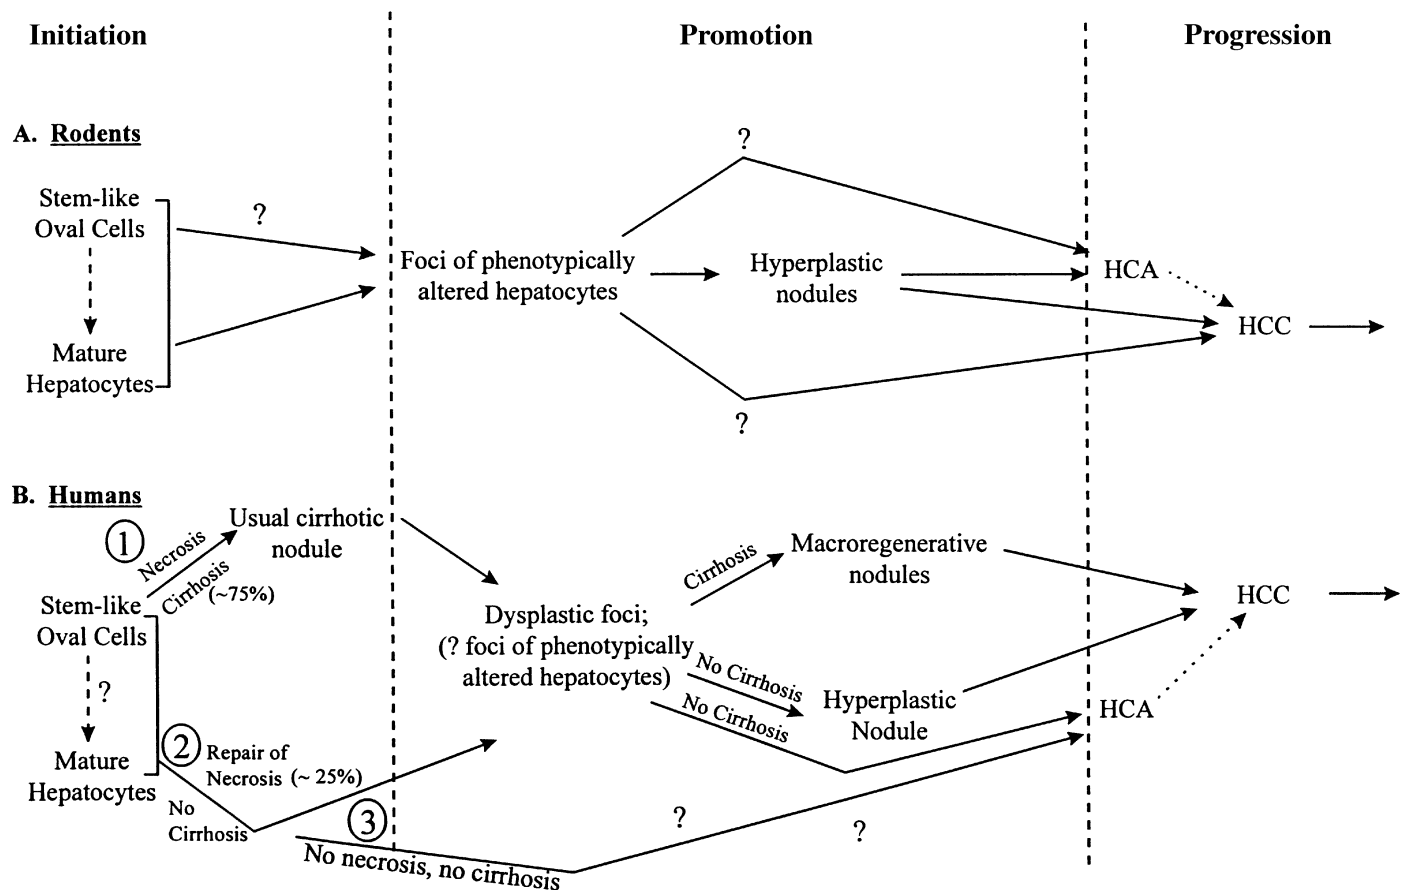 Initiation
Promotion
Progression
A. Rodents
Stem-like
Oval Cells
Mature
Hepatocytes
?
Foci of phenotypically
altered hepatocytes
?
Hyperplastic
nodules
?
HCA
HCC
B. Humans
1
Necrosis
Cirrhosis
(~75%)
Usual cirrhotic
nodule
Stem-like
Oval Cells
?
Mature
Hepatocytes
2
Repair of
Necrosis (~ 25%)
No
Cirrhosis
3
No necrosis, no cirrhosis
Dysplastic foci;
(? foci of phenotypically
altered hepatocytes)
Cirrhosis
Macroregenerative
nodules
No Cirrhosis
No Cirrhosis
Hyperplastic
Nodule
?
?
HCC
HCA